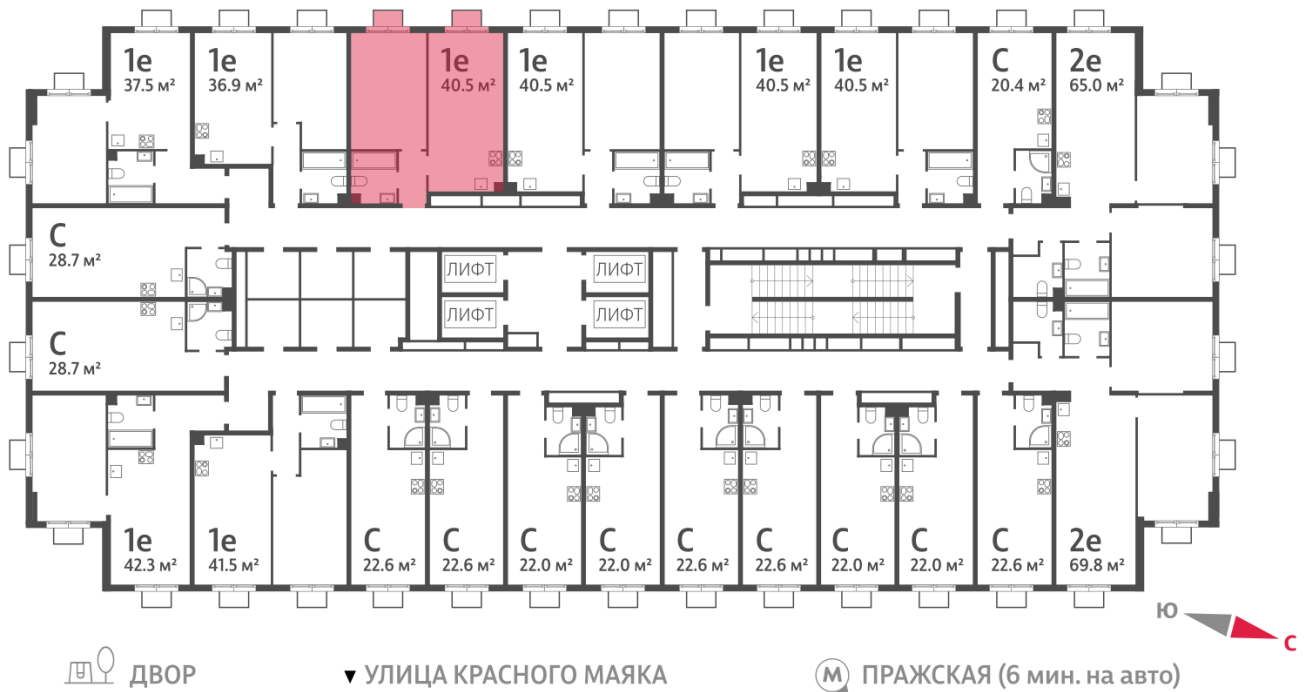 1е
37.5 м²
1е
36.9 м²
1е
40.5 м²
1е
40.5 м²
1е
40.5 м²
1е
40.5 м²
С
20.4 м²
2е
65.0 м²
С
28.7 м²
ЛИФТ
ЛИФТ
ЛИФТ
ЛИФТ
С
28.7 м²
1е
42.3 м²
1е
41.5 м²
С
22.6 м²
С
22.6 м²
С
22.0 м²
С
22.0 м²
С
22.6 м²
С
22.6 м²
С
22.0 м²
С
22.0 м²
С
22.6 м²
2е
69.8 м²
Ю
С
ДВОР
▼ УЛИЦА КРАСНОГО МАЯКА
М ПРАЖСКАЯ (6 мин. на авто)